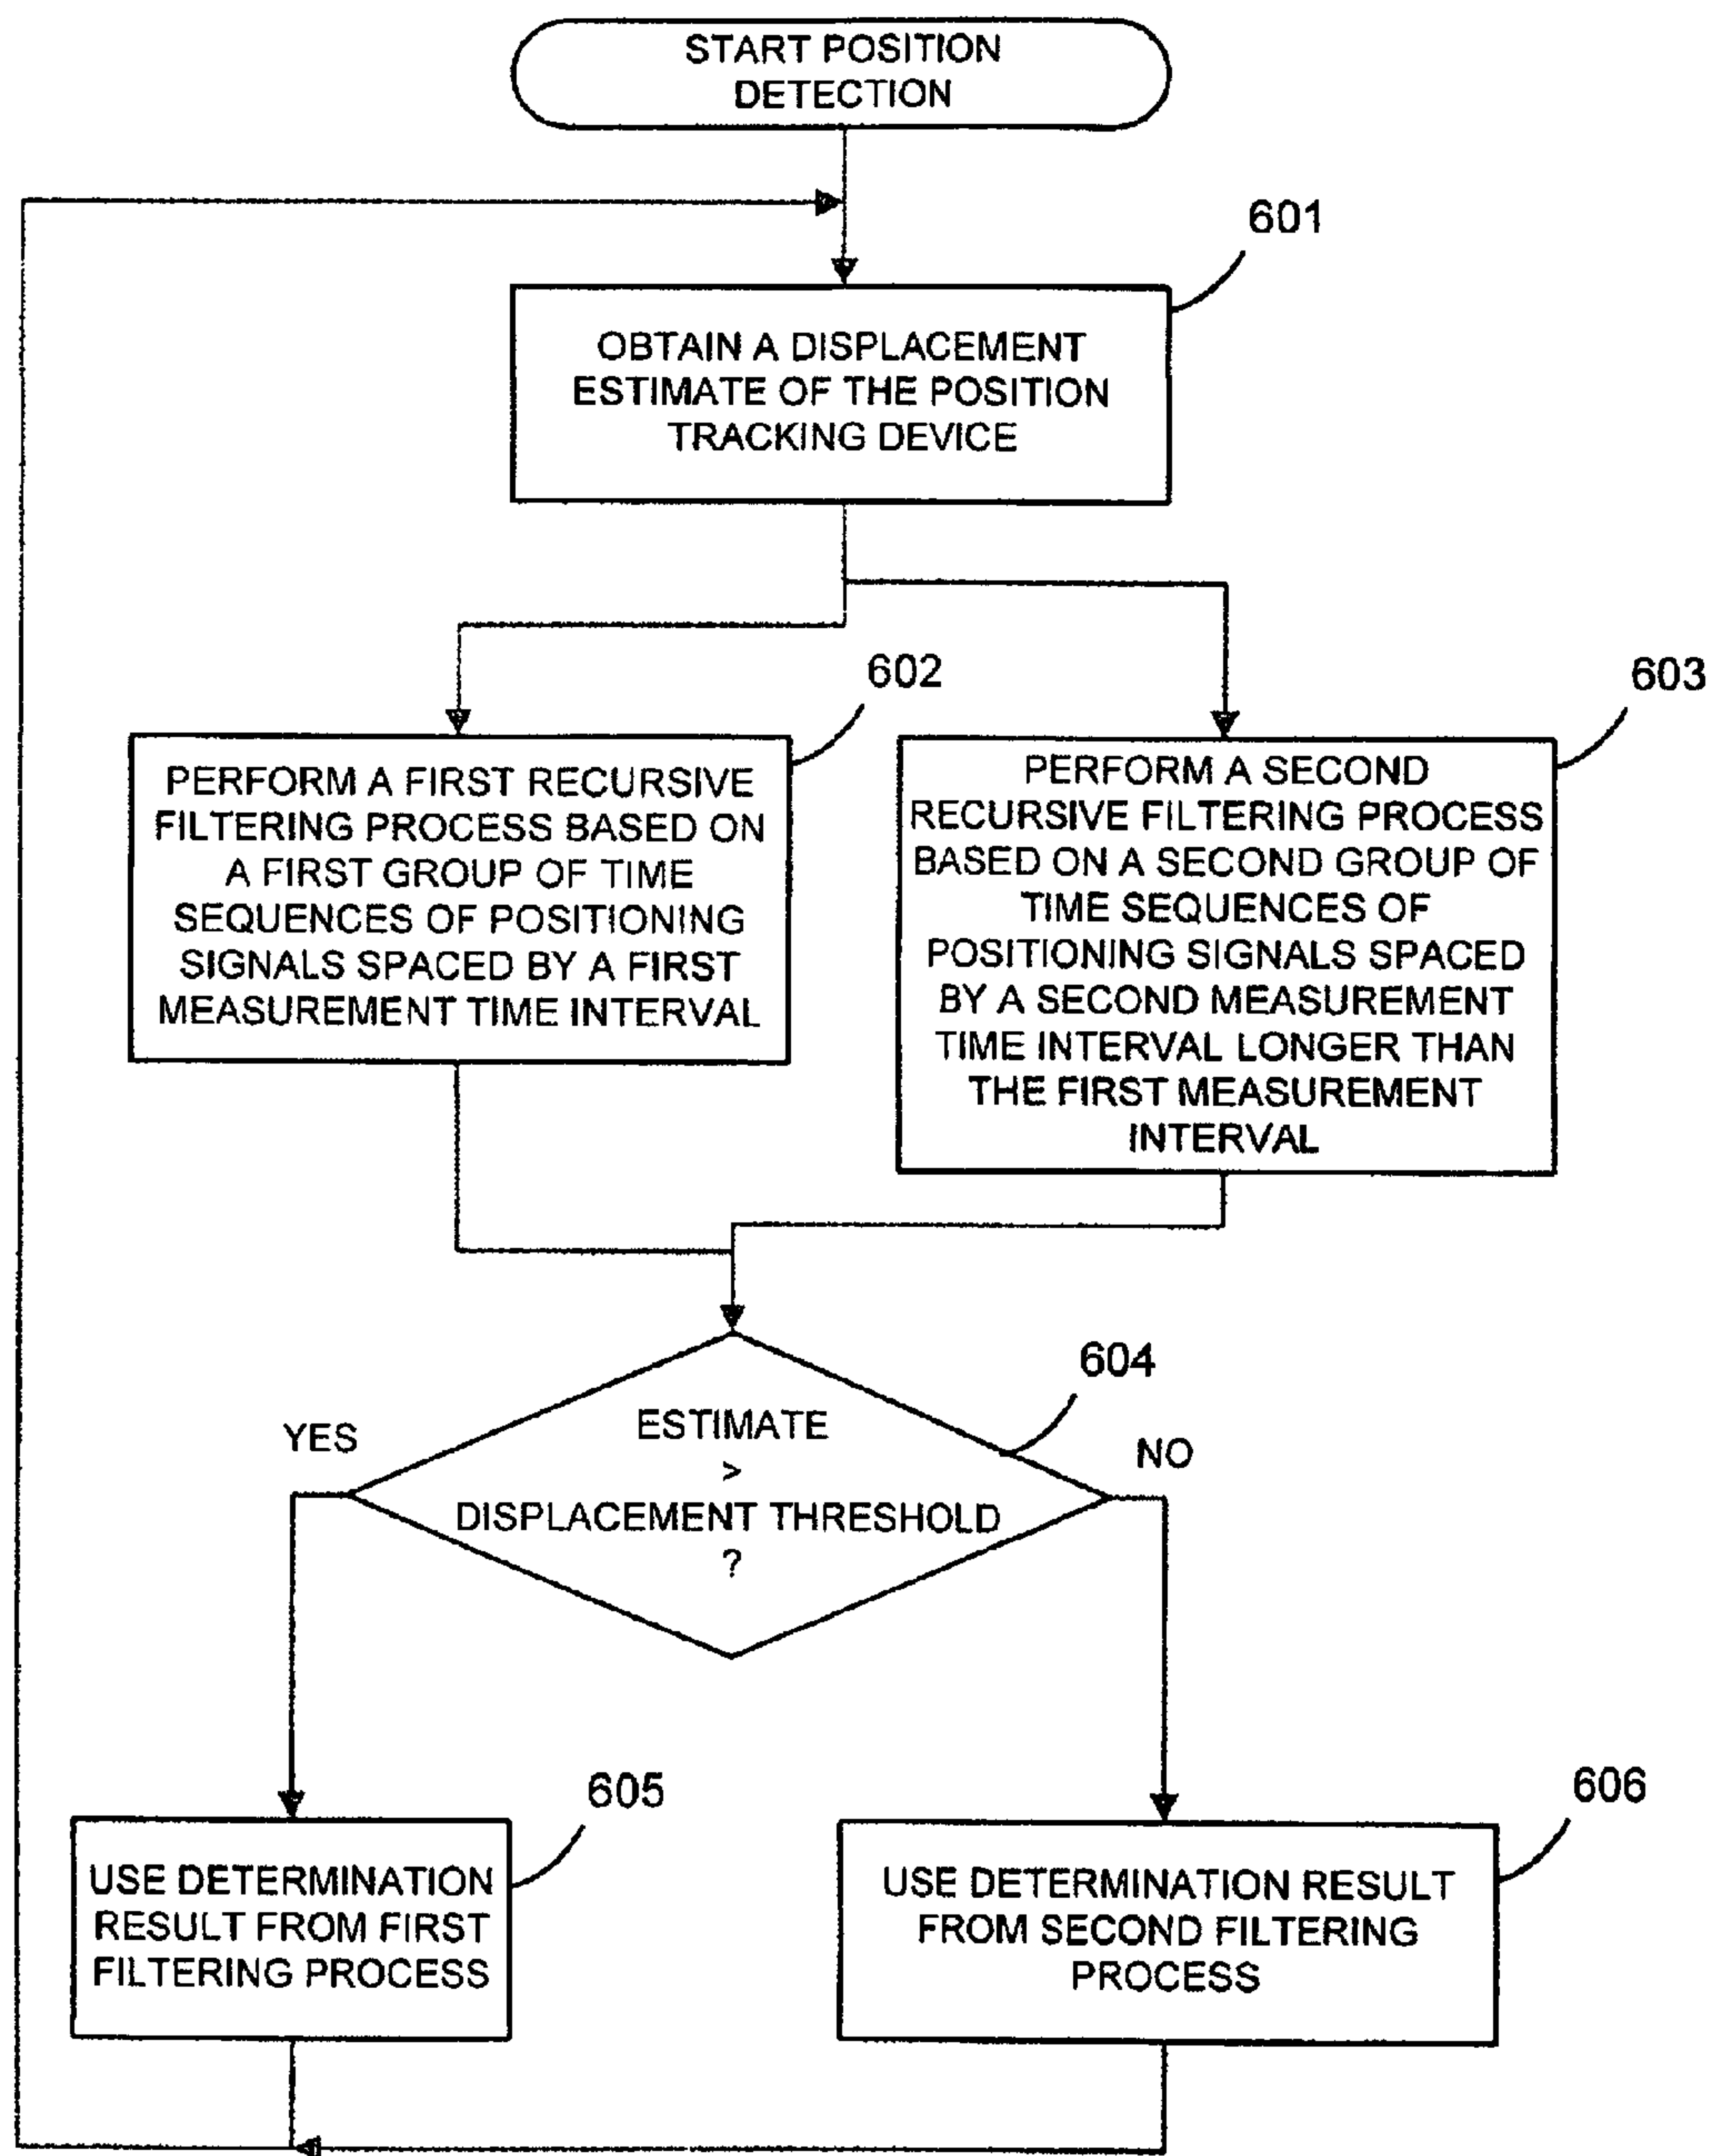 START POSITION
DETECTION
601
OBTAIN A DISPLACEMENT
ESTIMATE OF THE POSITION
TRACKING DEVICE
602
PERFORM A FIRST RECURSIVE
FILTERING PROCESS BASED ON
A FIRST GROUP OF TIME
SEQUENCES OF POSITIONING
SIGNALS SPACED BY A FIRST
MEASUREMENT TIME INTERVAL
603
PERFORM A SECOND
RECURSIVE FILTERING PROCESS
BASED ON A SECOND GROUP OF
TIME SEQUENCES OF
POSITIONING SIGNALS SPACED
BY A SECOND MEASUREMENT
TIME INTERVAL LONGER THAN
THE FIRST MEASUREMENT
INTERVAL
604
YES
ESTIMATE
>
DISPLACEMENT THRESHOLD
?
NO
605
USE DETERMINATION
RESULT FROM FIRST
FILTERING PROCESS
606
USE DETERMINATION RESULT
FROM SECOND FILTERING
PROCESS